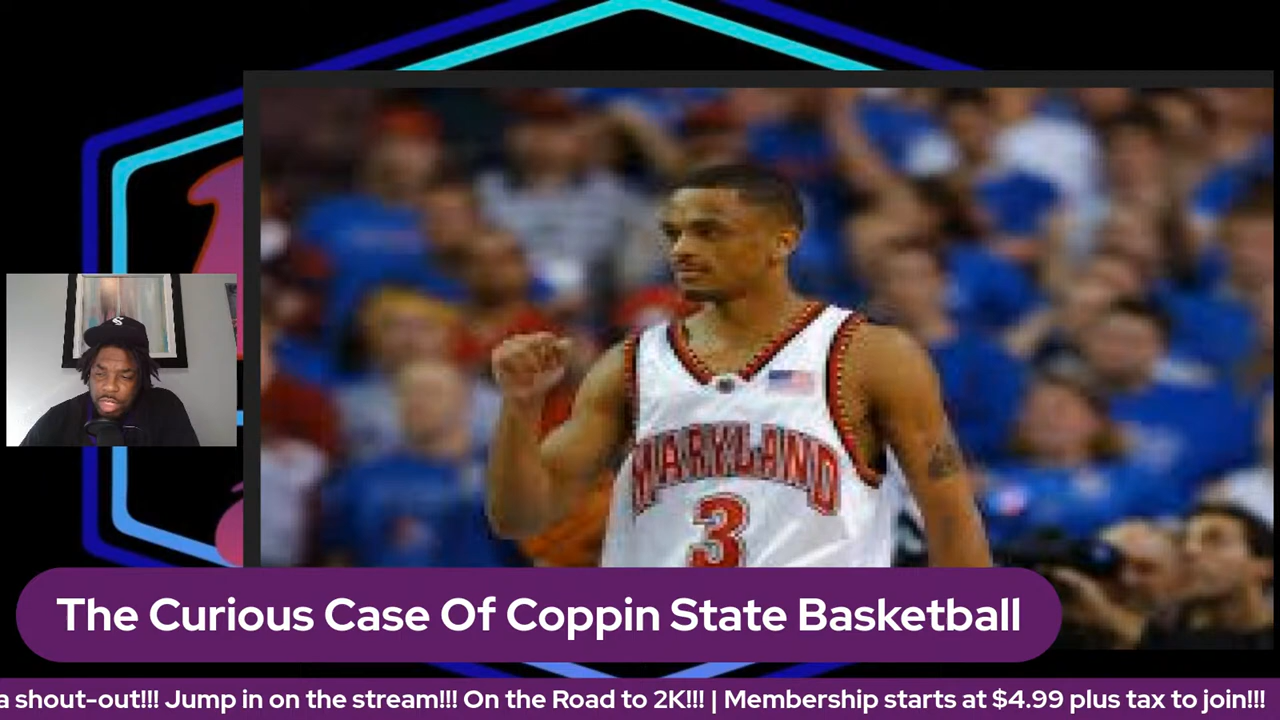 MARYLAND
3
The Curious Case Of Coppin State Basketball
a shout-out!!! Jump in on the stream!!! On the Road to 2K!!! | Membership starts at $4.99 plus tax to join!!!